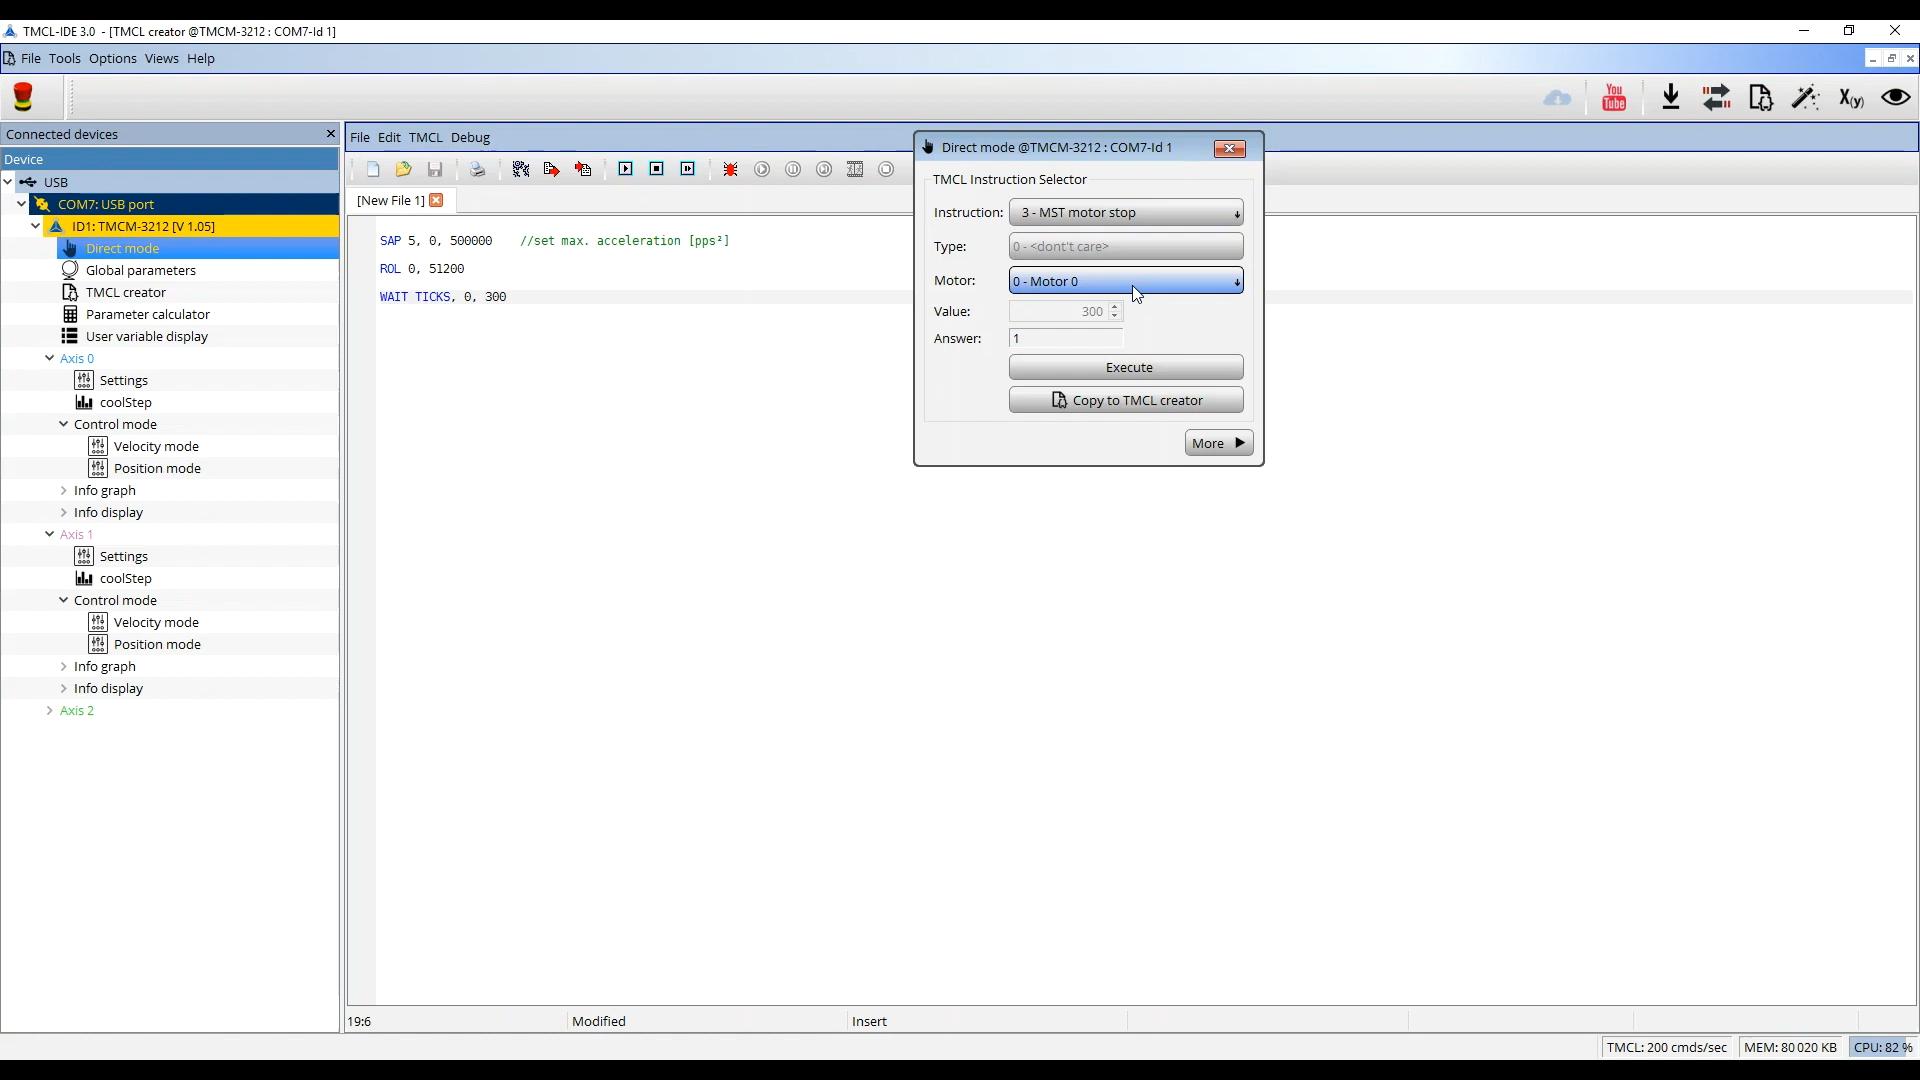 TMCL-IDE 3.0 - [TMCL creator @TMCM-3212 : COM7-Id 1]
File Tools Options Views Help
You Tube
X(y)
Connected devices
Device
USB
COM7: USB port
ID1: TMCM-3212 [V 1.05]
Direct mode
Global parameters
TMCL creator
Parameter calculator
User variable display
Axis 0
Settings
coolStep
Control mode
Velocity mode
Position mode
Info graph
Info display
Axis 1
Settings
coolStep
Control mode
Velocity mode
Position mode
Info graph
Info display
Axis 2
File Edit TMCL Debug
[New File 1]
SAP 5, 0, 500000 //set max. acceleration [pps²]
ROL 0, 51200
WAIT TICKS, 0, 300
Direct mode @TMCM-3212 : COM7-Id 1
TMCL Instruction Selector
Instruction: 3 - MST motor stop
Type: 0 - <don't care>
Motor: 0 - Motor 0
Value: 300
Answer: 1
Execute
Copy to TMCL creator
More
19:6 Modified Insert
TMCL: 200 cmds/sec MEM: 80 020 KB CPU: 82 %